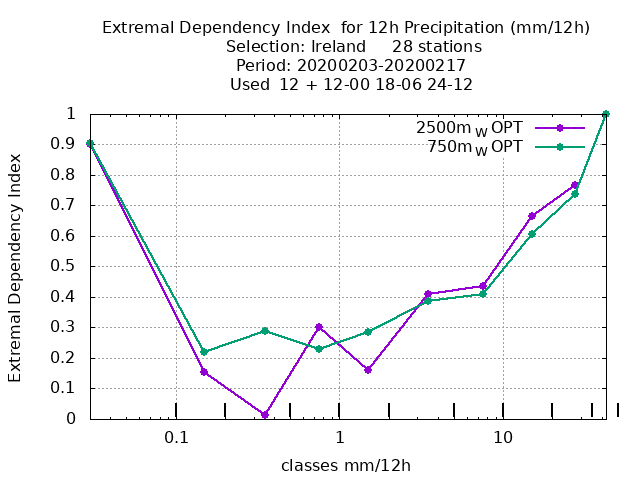 Extremal Dependency Index  for 12h Precipitation (mm/12h)
Selection: Ireland     28 stations
Period: 20200203-20200217
Used  12 + 12-00 18-06 24-12
2500m_W OPT
750m_W OPT
1
0.9
0.8
0.7
0.6
0.5
0.4
0.3
0.2
0.1
0
Extremal Dependency Index
0.1 1 10
classes mm/12h